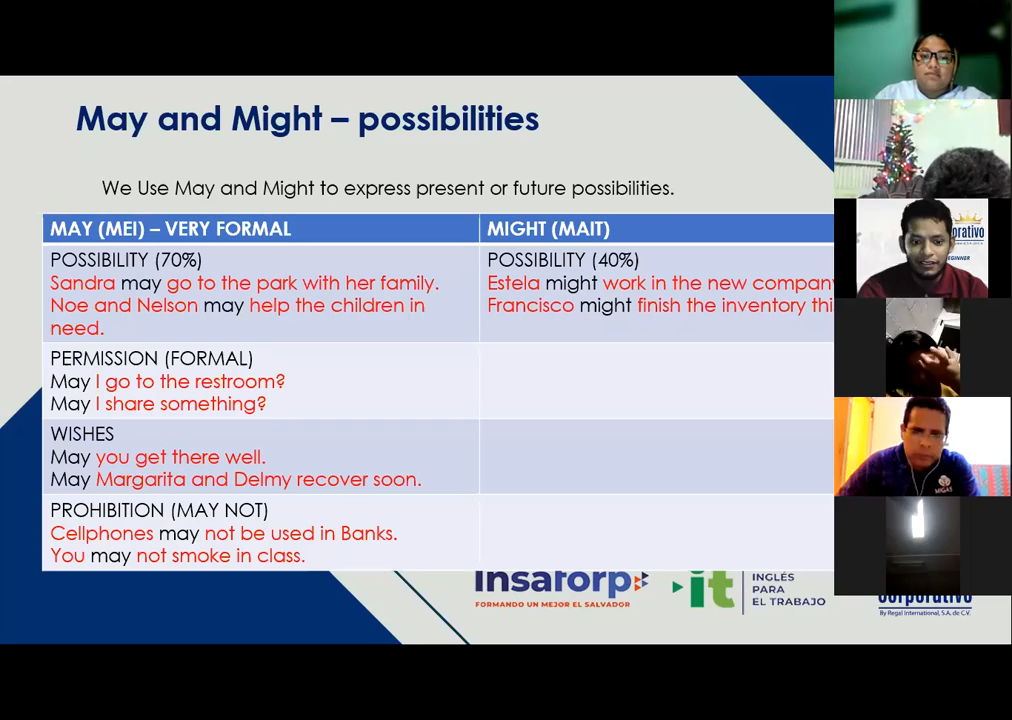 May and Might – possibilities
We Use May and Might to express present or future possibilities.
MAY (MEI) – VERY FORMAL
MIGHT (MAIT)
POSSIBILITY (70%)
Sandra may go to the park with her family.
Noe and Nelson may help the children in
need.
POSSIBILITY (40%)
Estela might work in the new company
Francisco might finish the inventory thi
PERMISSION (FORMAL)
May I go to the restroom?
May I share something?
WISHES
May you get there well.
May Margarita and Delmy recover soon.
PROHIBITION (MAY NOT)
Cellphones may not be used in Banks.
You may not smoke in class.
Insaforp
FORMANDO UN MEJOR EL SALVADOR
it
INGLÉS
PARA
EL TRABAJO
Corporativo
By Regal International, S.A. de C.V.
orativo
GINNER
MIGAS